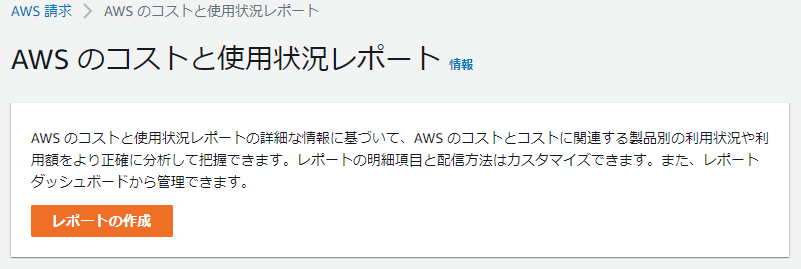 AWS 請求 > AWS のコストと使用状況レポート
AWS のコストと使用状況レポート 情報
AWS のコストと使用状況レポートの詳細な情報に基づいて、AWS のコストとコストに関連する製品別の利用状況や利
用額をより正確に分析して把握できます。レポートの明細項目と配信方法はカスタマイズできます。また、レポート
ダッシュボードから管理できます。
レポートの作成